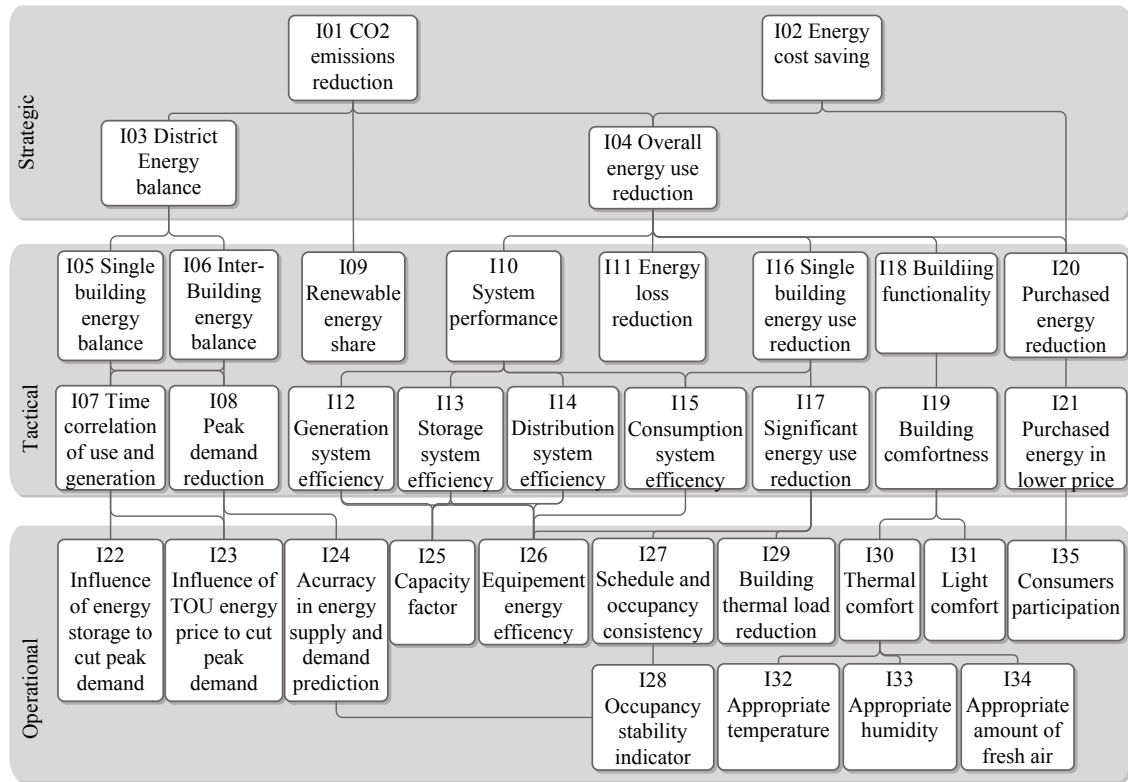 Strategic
I01 CO2
emissions
reduction
I02 Energy
cost saving
I03 District
Energy
balance
I04 Overall
energy use
reduction
Tactical
I05 Single
building
energy
balance
I06 Inter-
Building
energy
balance
I09
Renewable
energy
share
I10
System
performance
I11 Energy
loss
reduction
I16 Single
building
energy use
reduction
I18 Buildiing
functionality
I20
Purchased
energy
reduction
I07 Time
correlation
of use and
generation
I08
Peak
demand
reduction
I12
Generation
system
efficiency
I13
Storage
system
efficiency
I14
Distribution
system
efficiency
I15
Consumption
system
efficency
I17
Significant
energy use
reduction
I19
Building
comfortness
I21
Purchased
energy in
lower price
Operational
I22
Influence
of energy
storage to
cut peak
demand
I23
Influence of
TOU energy
price to cut
peak
demand
I24
Acurracy
in energy
supply and
demand
prediction
I25
Capacity
factor
I26
Equipement
energy
efficency
I27
Schedule and
occupancy
consistency
I29
Building
thermal load
reduction
I30
Thermal
comfort
I31
Light
comfort
I35
Consumers
participation
I28
Occupancy
stability
indicator
I32
Appropriate
temperature
I33
Appropriate
humidity
I34
Appropriate
amount of
fresh air